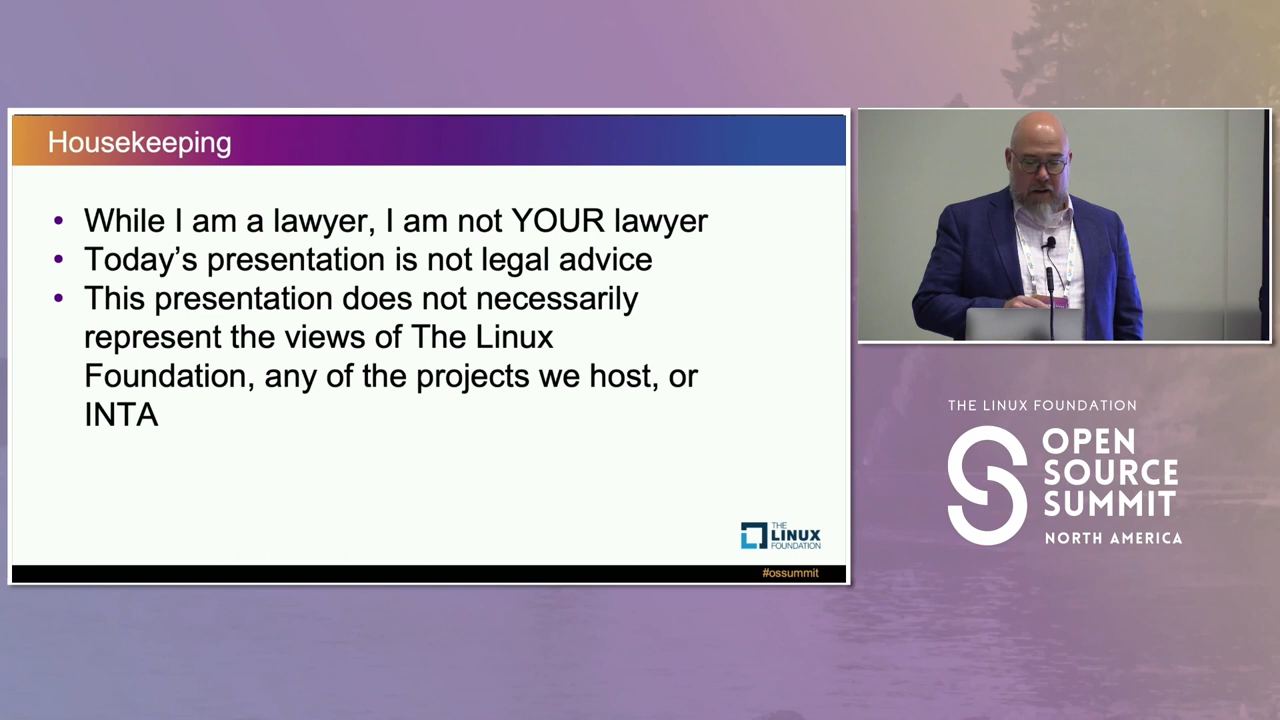 Housekeeping
• While I am a lawyer, I am not YOUR lawyer
• Today's presentation is not legal advice
• This presentation does not necessarily
represent the views of The Linux
Foundation, any of the projects we host, or
INTA
THE
LINUX
FOUNDATION
#ossummit
THE LINUX FOUNDATION
OPEN
SOURCE
SUMMIT
NORTH AMERICA